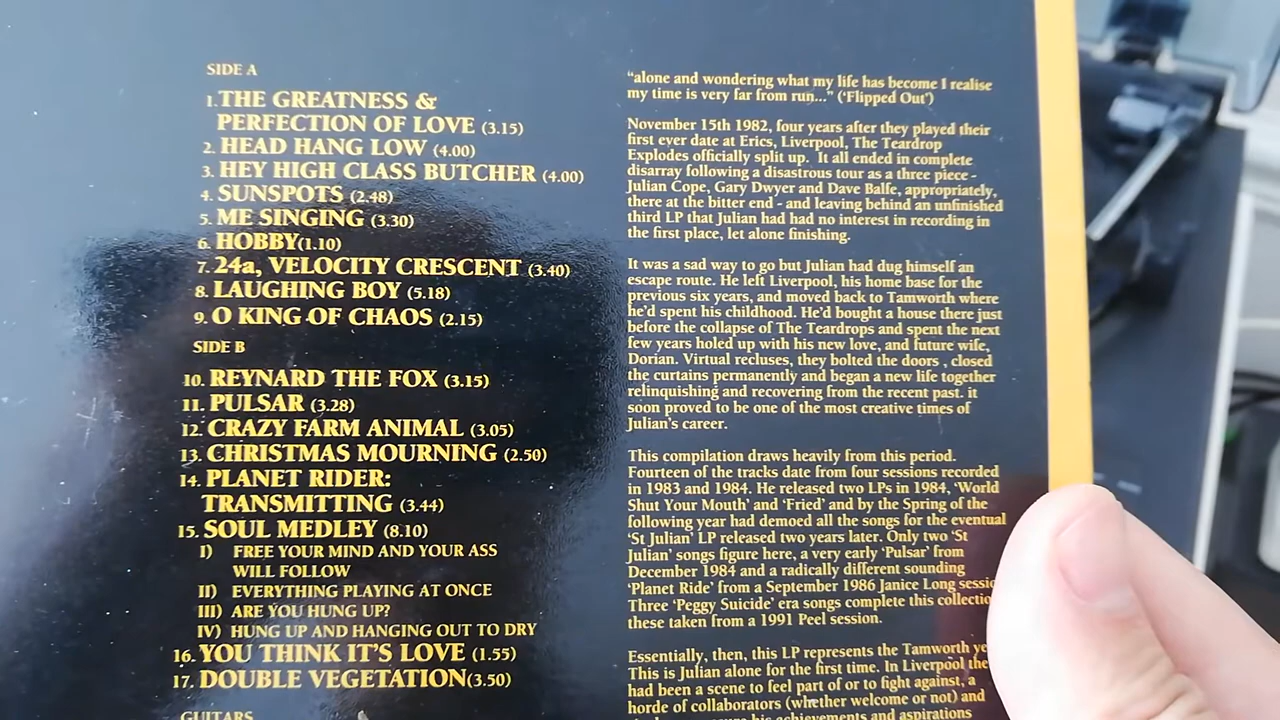 SIDE A
1. THE GREATNESS &
PERFECTION OF LOVE (3.15)
2. HEAD HANG LOW (4.00)
3. HEY HIGH CLASS BUTCHER (4.00)
4. SUNSPOTS (2.48)
5. ME SINGING (3.30)
6. HOBBY(1.10)
7. 24a, VELOCITY CRESCENT (3.40)
8. LAUGHING BOY (5.18)
9. O KING OF CHAOS (2.15)
SIDE B
10. REYNARD THE FOX (3.15)
11. PULSAR (3.28)
12. CRAZY FARM ANIMAL (3.05)
13. CHRISTMAS MOURNING (2.50)
14. PLANET RIDER:
TRANSMITTING (3.44)
15. SOUL MEDLEY (8.10)
I) FREE YOUR MIND AND YOUR ASS
WILL FOLLOW
II) EVERYTHING PLAYING AT ONCE
III) ARE YOU HUNG UP?
IV) HUNG UP AND HANGING OUT TO DRY
16. YOU THINK IT'S LOVE (1.55)
17. DOUBLE VEGETATION(3.50)
GUITARS
"alone and wondering what my life has become I realise
my time is very far from run..." ('Flipped Out')
November 15th 1982, four years after they played their
first ever date at Erics, Liverpool, The Teardrop
Explodes officially split up. It all ended in complete
disarray following a disastrous tour as a three piece -
Julian Cope, Gary Dwyer and Dave Balfe, appropriately,
there at the bitter end - and leaving behind an unfinished
third LP that Julian had had no interest in recording in
the first place, let alone finishing.
It was a sad way to go but Julian had dug himself an
escape route. He left Liverpool, his home base for the
previous six years, and moved back to Tamworth where
he'd spent his childhood. He'd bought a house there just
before the collapse of The Teardrops and spent the next
few years holed up with his new love, and future wife,
Dorian. Virtual recluses, they bolted the doors , closed
the curtains permanently and began a new life together
relinquishing and recovering from the recent past. it
soon proved to be one of the most creative times of
Julian's career.
This compilation draws heavily from this period.
Fourteen of the tracks date from four sessions recorded
in 1983 and 1984. He released two LPs in 1984, 'World
Shut Your Mouth' and 'Fried' and by the Spring of the
following year had demoed all the songs for the eventual
'St Julian' LP released two years later. Only two 'St
Julian' songs figure here, a very early 'Pulsar' from
December 1984 and a radically different sounding
'Planet Ride' from a September 1986 Janice Long sessio
Three 'Peggy Suicide' era songs complete this collectio
these taken from a 1991 Peel session.
Essentially, then, this LP represents the Tamworth ye
This is Julian alone for the first time. In Liverpool the
had been a scene to feel part of or to fight against, a
horde of collaborators (whether welcome or not) and
his achievements and aspirations